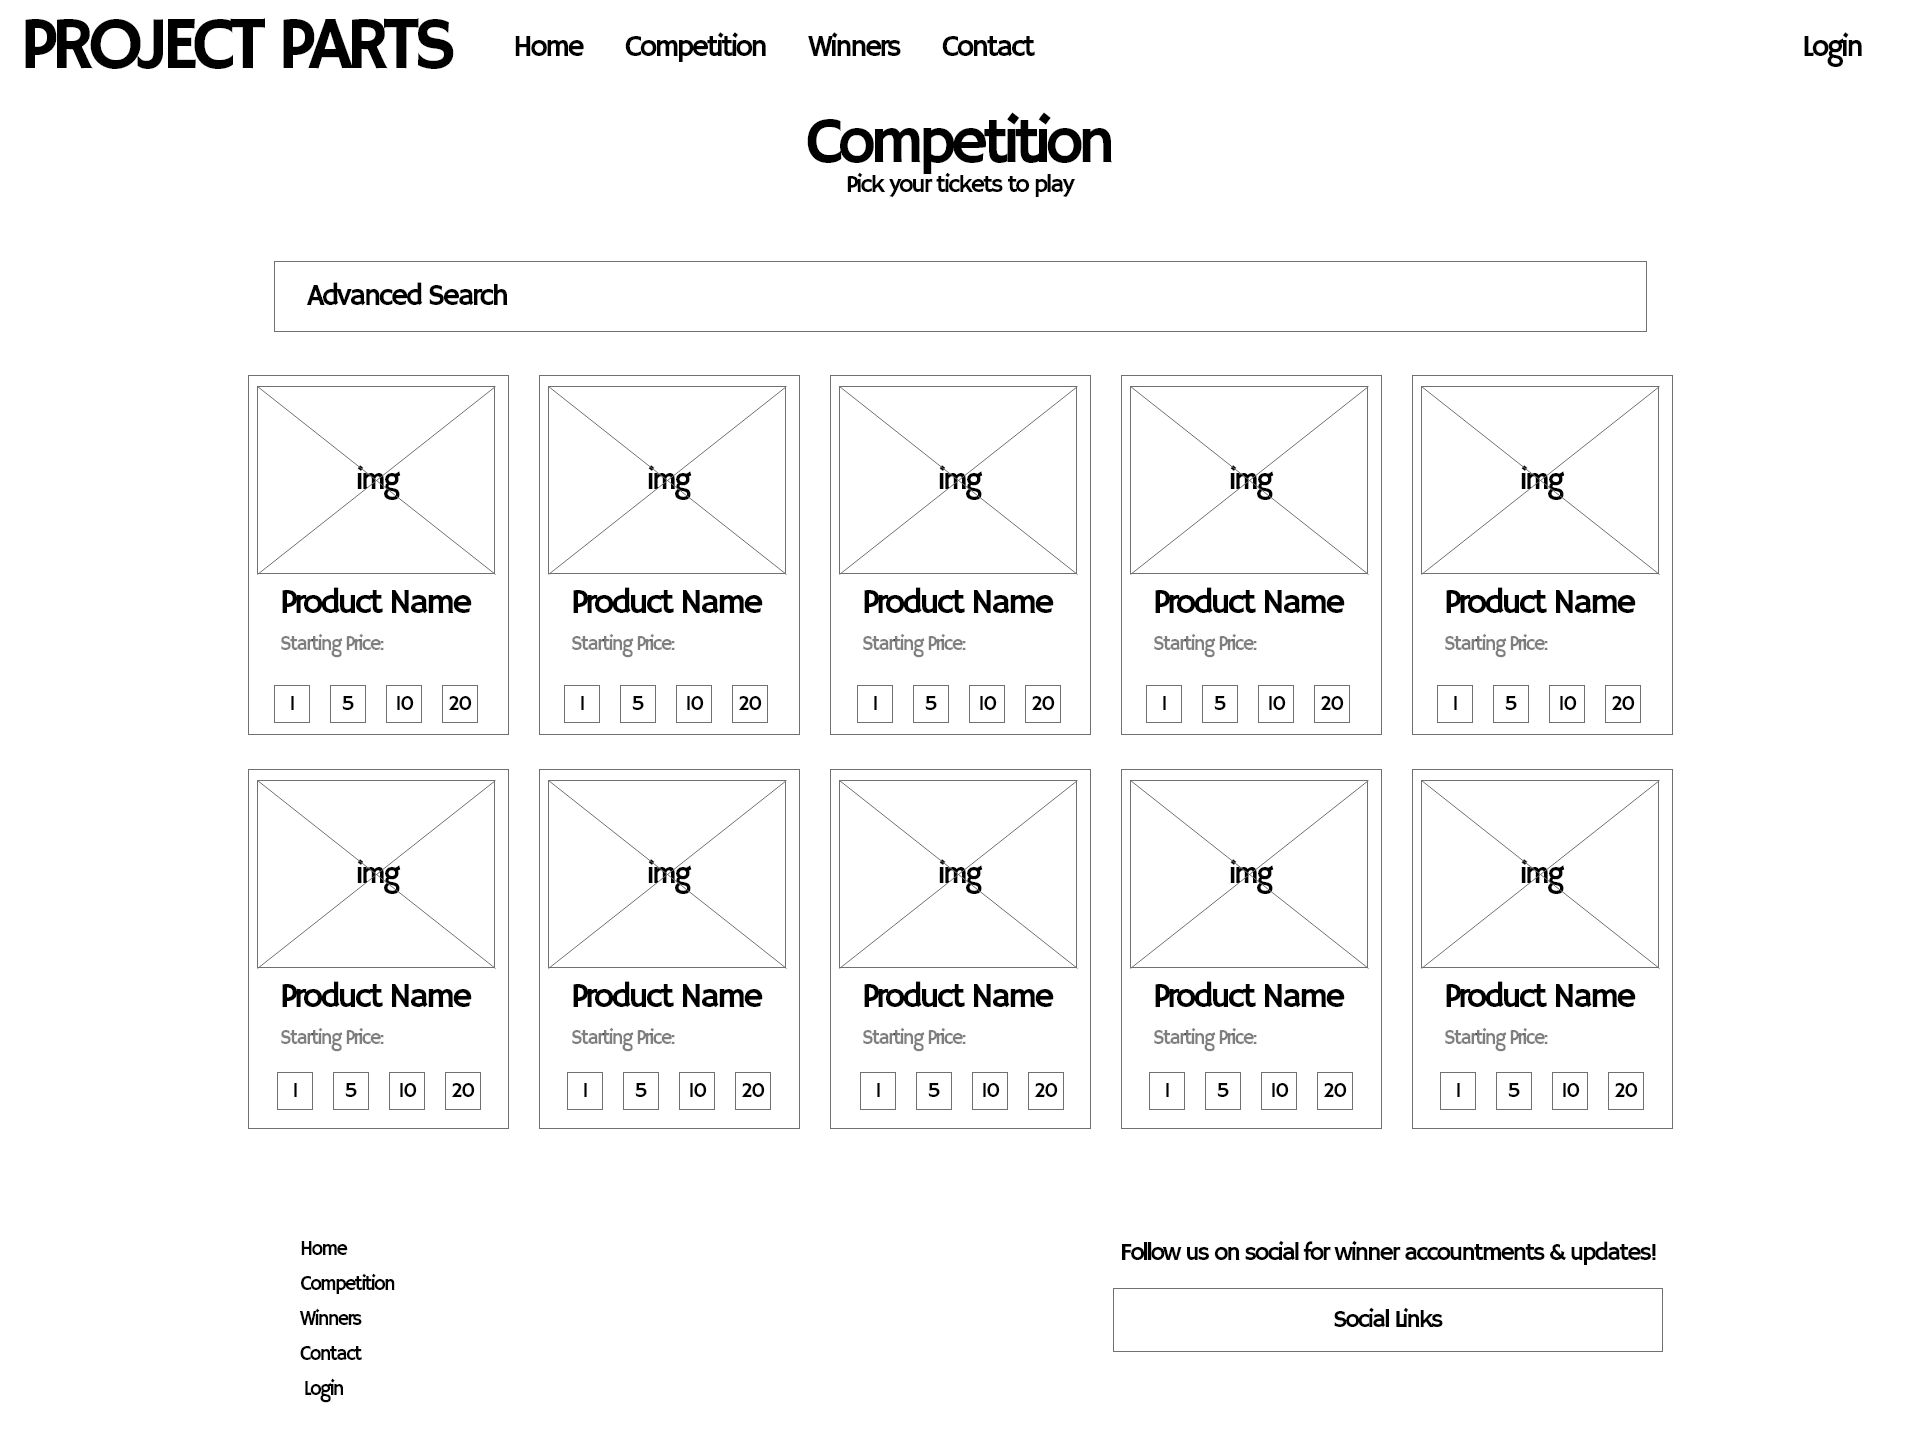 PROJECT PARTS Home Competition Winners Contact Login
Competition
Pick your tickets to play
Advanced Search
img img img img img
Product Name Product Name Product Name Product Name Product Name
Starting Price: Starting Price: Starting Price: Starting Price: Starting Price:
1 5 10 20 1 5 10 20 1 5 10 20 1 5 10 20 1 5 10 20
img img img img img
Product Name Product Name Product Name Product Name Product Name
Starting Price: Starting Price: Starting Price: Starting Price: Starting Price:
1 5 10 20 1 5 10 20 1 5 10 20 1 5 10 20 1 5 10 20
Home
Competition
Winners
Contact
Login
Follow us on social for winner accountments & updates!
Social Links